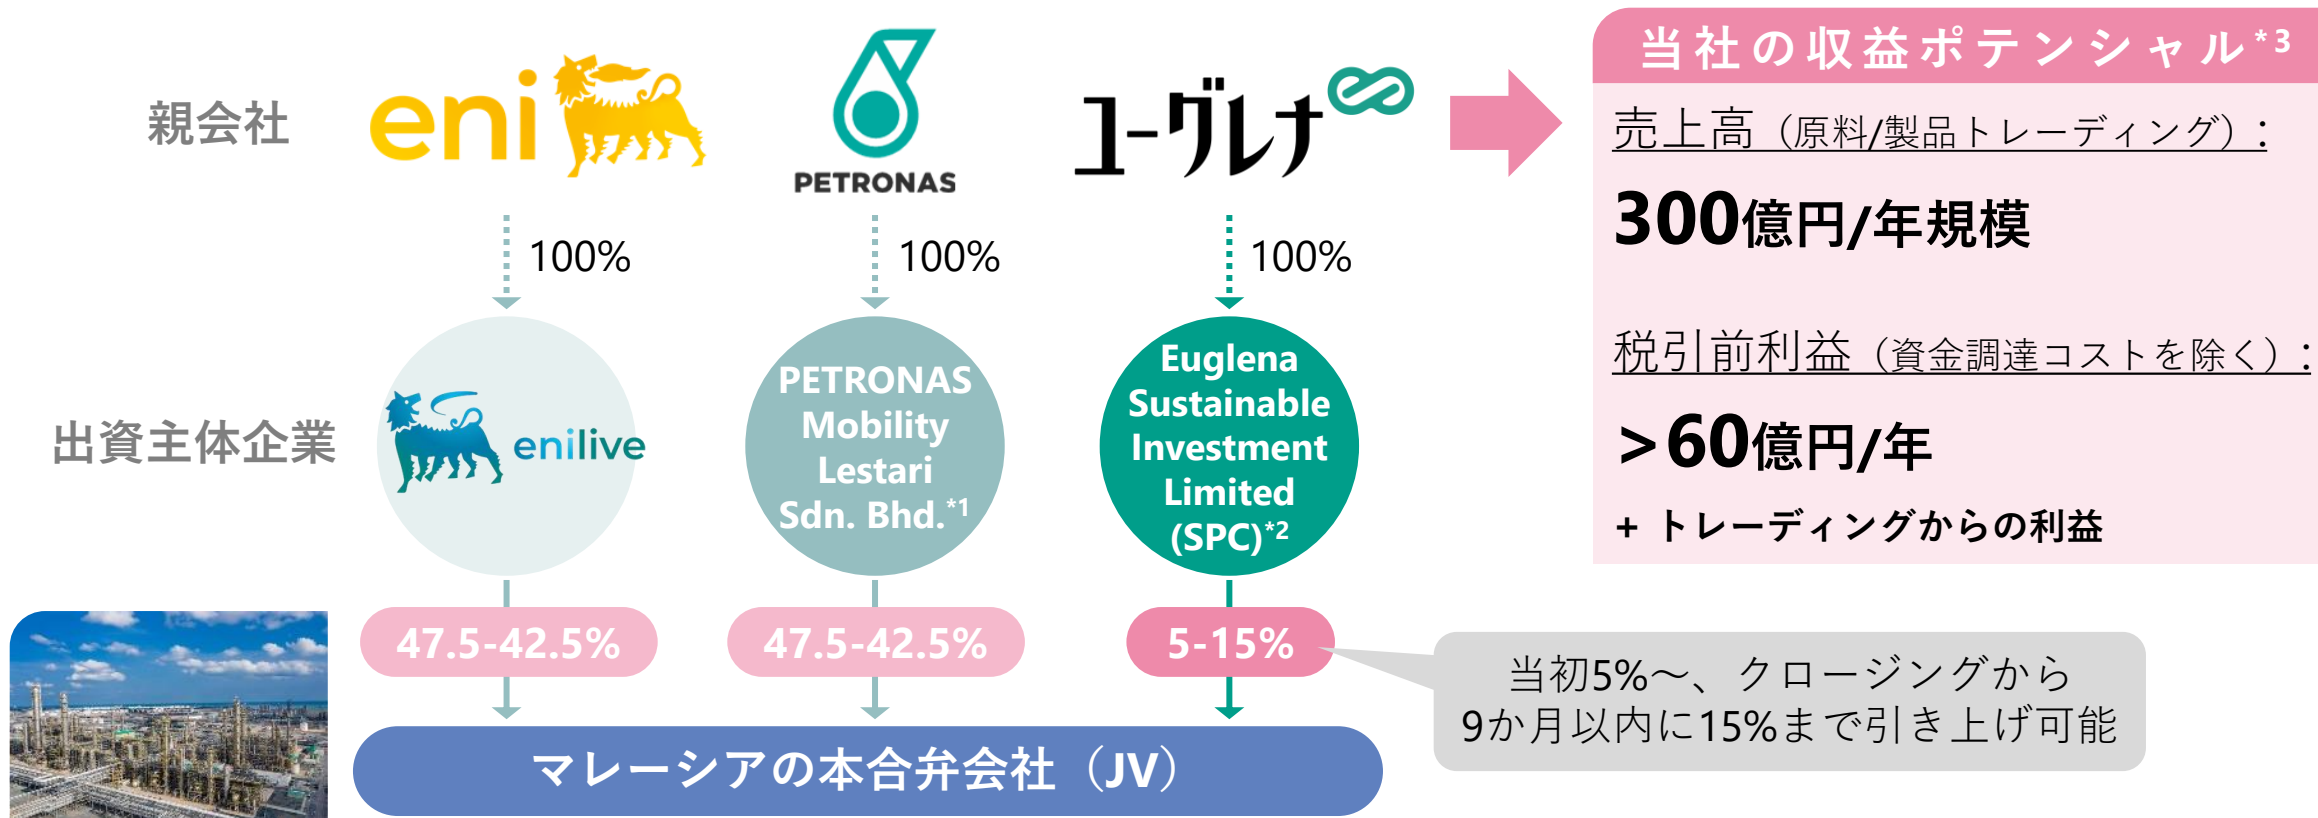 親会社
eni
PETRONAS
ユーグレナ
100%
100%
100%
出資主体企業
enilive
PETRONAS
Mobility
Lestari
Sdn. Bhd.*1
Euglena
Sustainable
Investment
Limited
(SPC)*2
47.5-42.5%
47.5-42.5%
5-15%
当初5%～、クロージングから
9か月以内に15%まで引き上げ可能
マレーシアの本合弁会社（JV）
当社の収益ポテンシャル*3
売上高（原料/製品トレーディング）:
300億円/年規模
税引前利益（資金調達コストを除く）:
>60億円/年
+ トレーディングからの利益